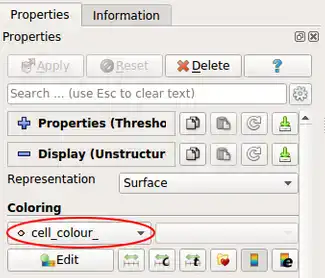 Properties Information
Properties
Apply Reset Delete ?
Search ... (use Esc to clear text)
Properties (Thresho
Display (Unstructur
Representation Surface
Coloring
cell_colour_
Edit c t e